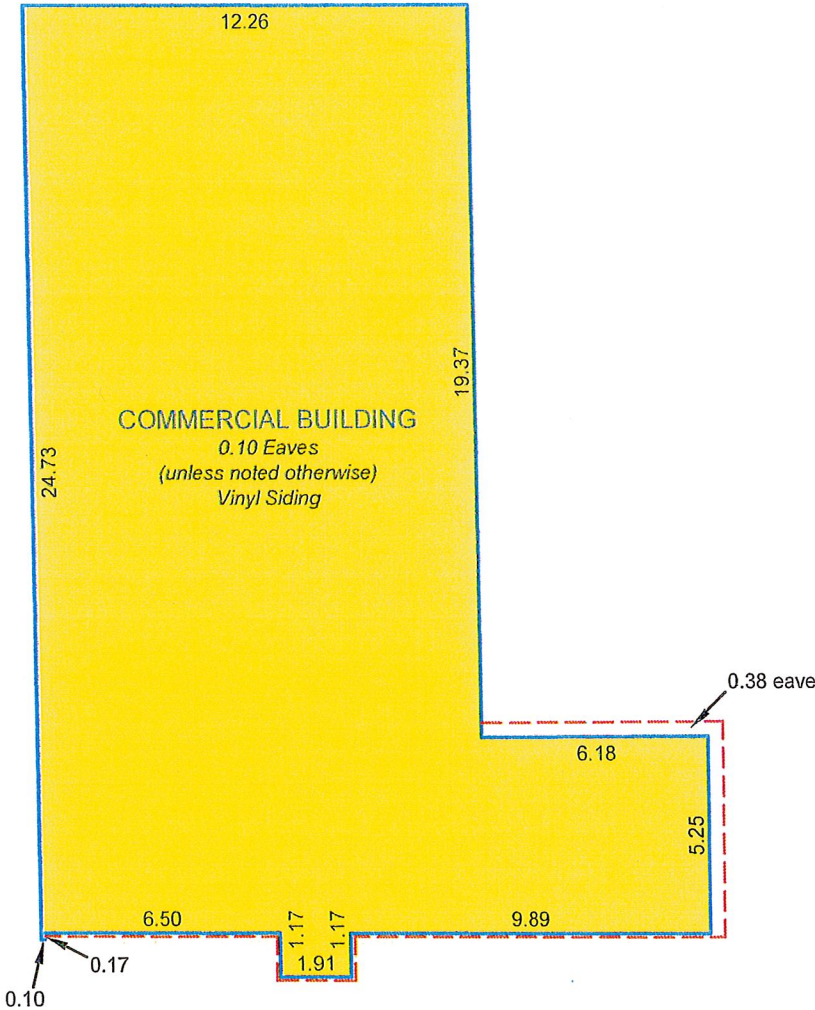 12.26
19.37
COMMERCIAL BUILDING
0.10 Eaves
(unless noted otherwise)
Vinyl Siding
24.73
0.38 eave
6.18
5.25
6.50
1.17
1.17
9.89
1.91
0.17
0.10